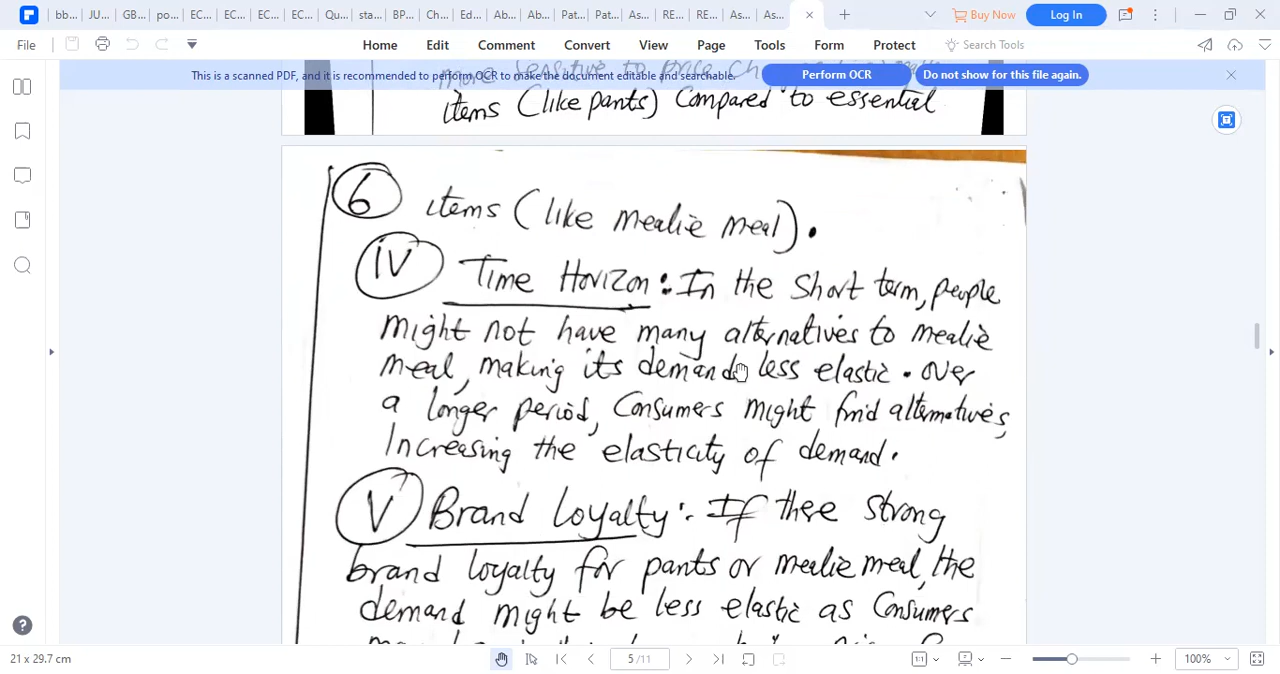 bb...
JU...
GB...
po...
EC...
EC...
EC...
EC...
Qu...
sta...
BP...
Ch...
Ed...
Ab...
Ab...
Pat...
Pat...
As...
RE...
RE...
As...
As...
Buy Now
Log In
File
Home
Edit
Comment
Convert
View
Page
Tools
Form
Protect
Search Tools
This is a scanned PDF, and it is recommended to perform OCR to make the document editable and searchable.
Perform OCR
Do not show for this file again.
more sensitive to price
items (like pants) Compared to essential
6
items (like mealie meal).
iV
Time Horizon: In the short term, people
might not have many alternatives to mealie
meal, making its demand less elastic. over
a longer period, Consumers might find alternatives,
Increasing the elasticity of demand.
V
Brand Loyalty: If there strong
brand loyalty for pants or mealie meal, the
demand might be less elastic as Consumers
21 x 29.7 cm
5 /11
1:1
100%